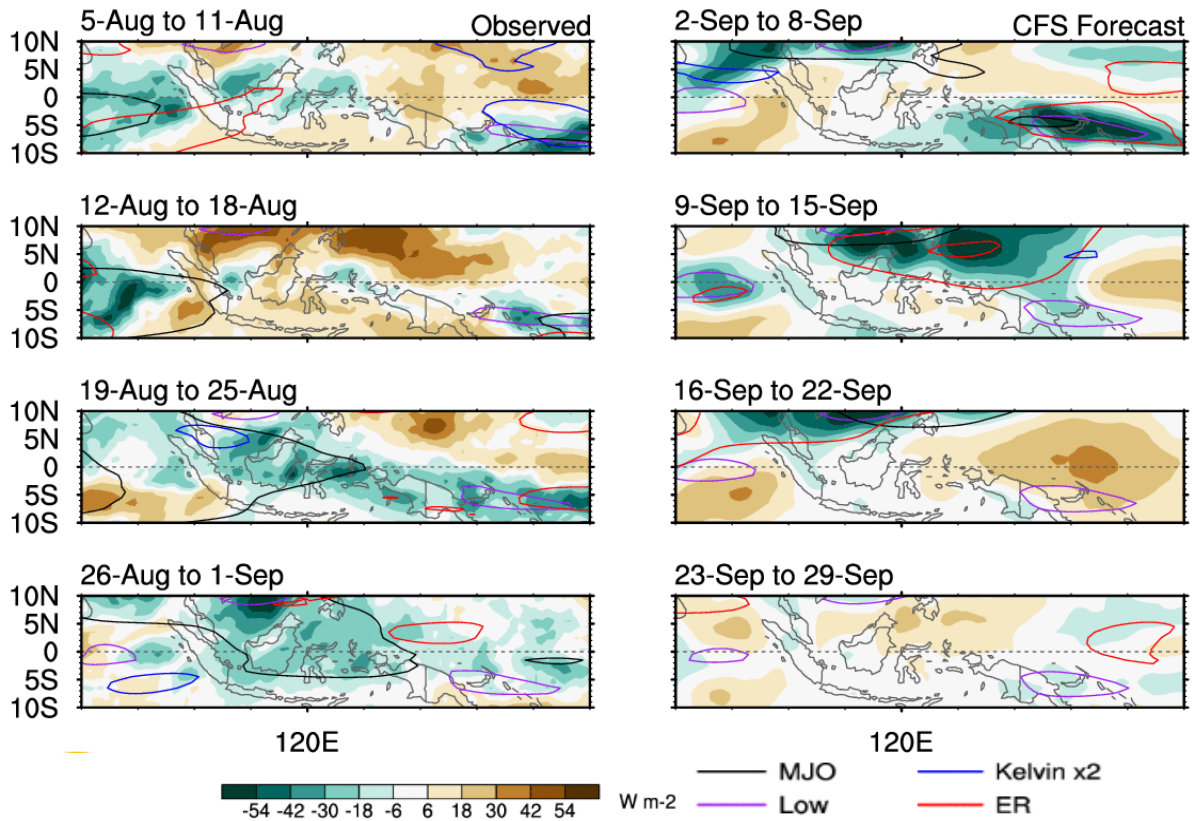 5-Aug to 11-Aug
Observed
10N
5N
0
5S
10S
12-Aug to 18-Aug
10N
5N
0
5S
10S
19-Aug to 25-Aug
10N
5N
0
5S
10S
26-Aug to 1-Sep
10N
5N
0
5S
10S
120E
2-Sep to 8-Sep
CFS Forecast
9-Sep to 15-Sep
16-Sep to 22-Sep
23-Sep to 29-Sep
120E
-54 -42 -30 -18 -6 6 18 30 42 54
W m-2
MJO
Kelvin x2
Low
ER